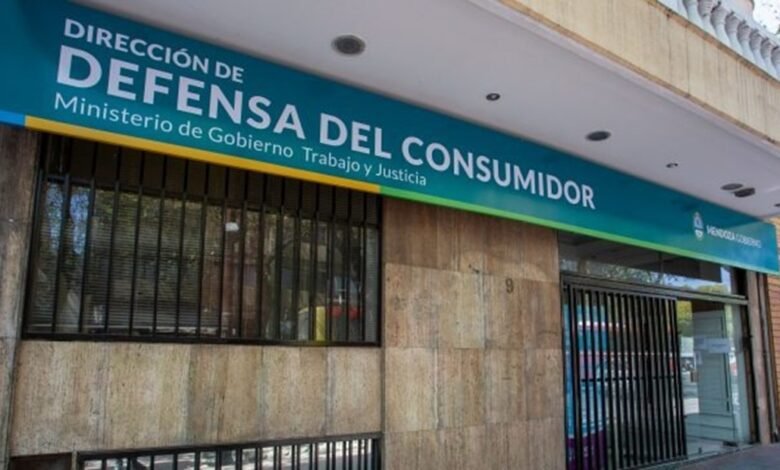 DIRECCIÓN DE
DEFENSA DEL CONSUMIDOR
Ministerio de Gobierno Trabajo y Justicia
MENDOZA GOBIERNO
9